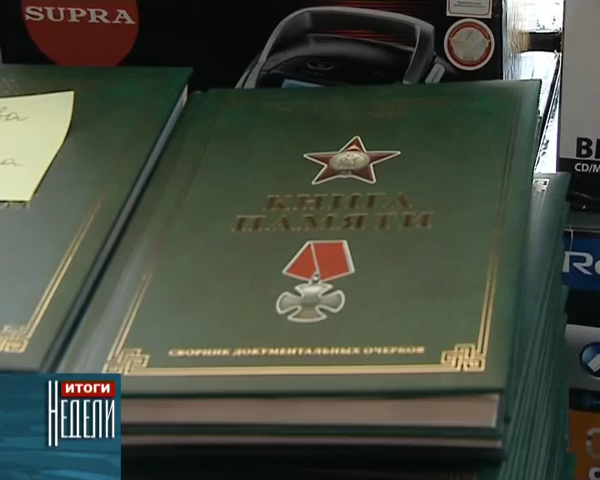 SUPRA
КНИГА
ПАМЯТИ
СБОРНИК ДОКУМЕНТАЛЬНЫХ ОЧЕРКОВ
ИТОГИ
НЕДЕЛИ